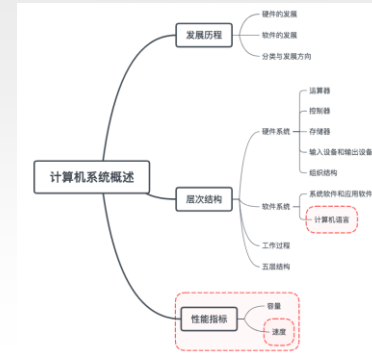 计算机系统概述
发展历程
硬件的发展
软件的发展
分类与发展方向
层次结构
硬件系统
运算器
控制器
存储器
输入设备和输出设备
组织结构
软件系统
系统软件和应用软件
计算机语言
工作过程
五层结构
性能指标
容量
速度